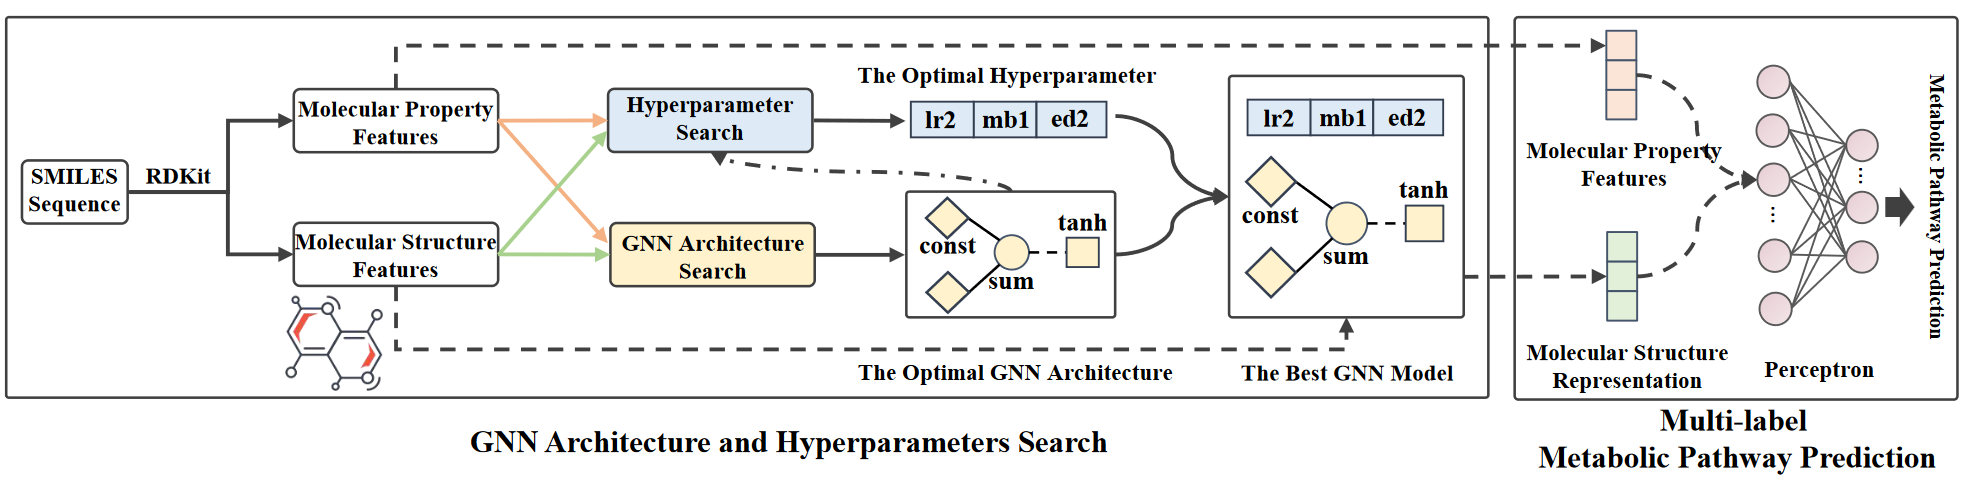 SMILES
Sequence
RDKit
Molecular Property
Features
Molecular Structure
Features
Hyperparameter
Search
GNN Architecture
Search
The Optimal Hyperparameter
lr2 mb1 ed2
const
sum
tanh
The Optimal GNN Architecture
lr2 mb1 ed2
const
sum
tanh
The Best GNN Model
GNN Architecture and Hyperparameters Search
Molecular Property
Features
Molecular Structure
Representation
Perceptron
Metabolic Pathway Prediction
Multi-label
Metabolic Pathway Prediction